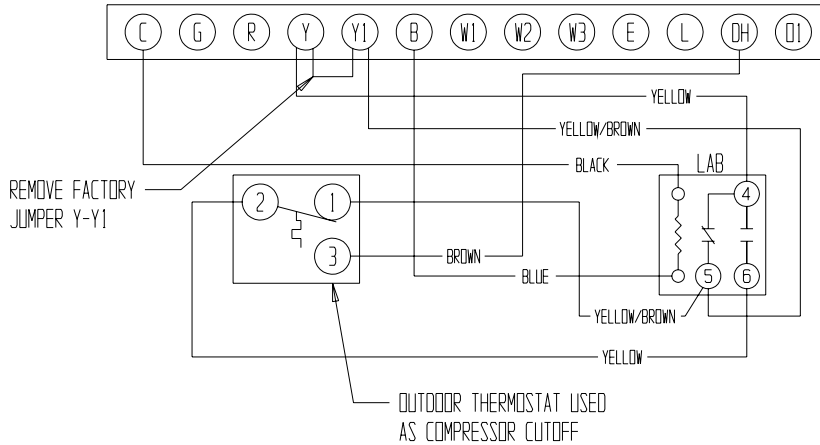 C G R Y Y1 B W1 W2 W3 E L DH O1
YELLOW
YELLOW/BROWN
BLACK
LAB
REMOVE FACTORY
JUMPER Y-Y1
2 1
4
3
BROWN
BLUE
5 6
YELLOW/BROWN
YELLOW
OUTDOOR THERMOSTAT USED
AS COMPRESSOR CUTOFF